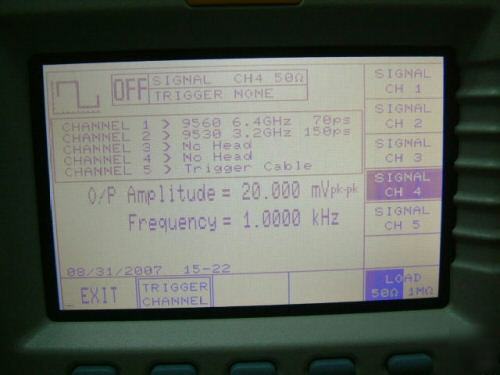 OFF SIGNAL CH4 50Ω
TRIGGER NONE
CHANNEL 1 > 9560 6.4GHz 70ps
CHANNEL 2 > 9530 3.2GHz 150ps
CHANNEL 3 > No Head
CHANNEL 4 > No Head
CHANNEL 5 > Trigger Cable
O/P Amplitude = 20.000 mVpk-pk
Frequency = 1.0000 kHz
08/31/2007 15-22
EXIT
TRIGGER
CHANNEL
SIGNAL
CH 1
SIGNAL
CH 2
SIGNAL
CH 3
SIGNAL
CH 4
SIGNAL
CH 5
LOAD
50Ω 1MΩ